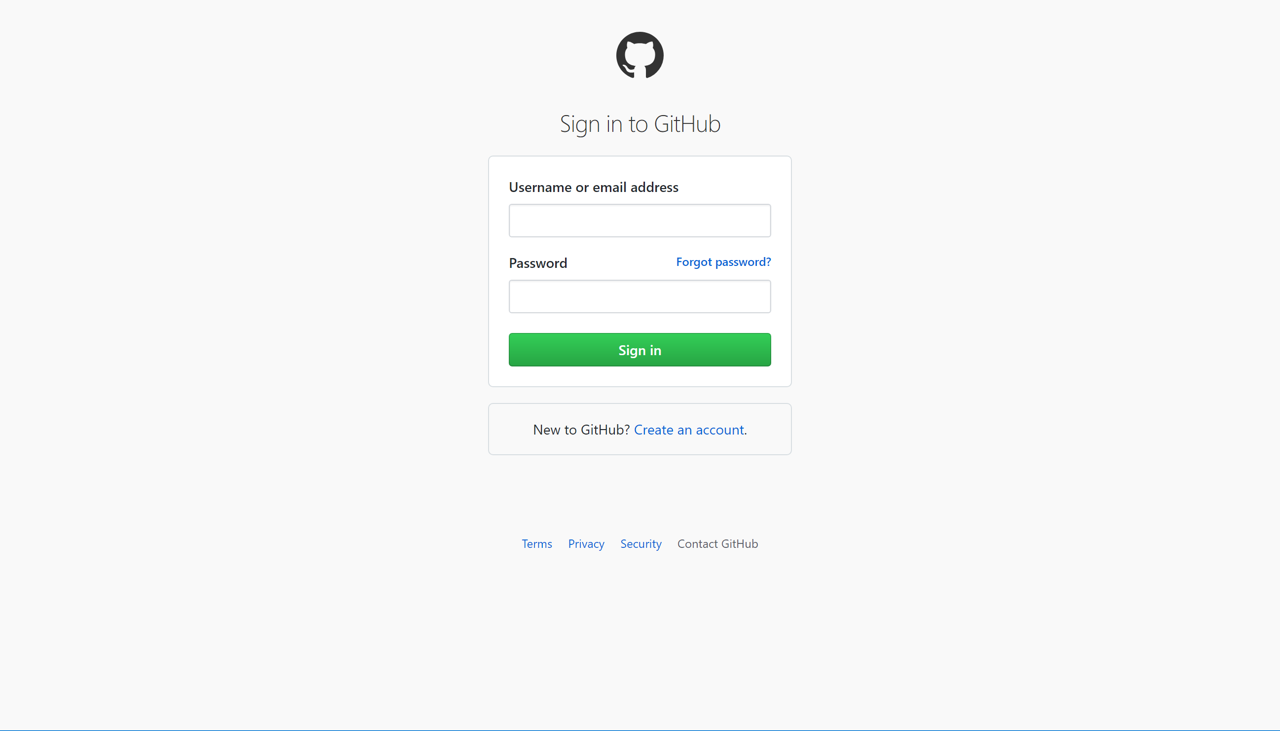 Sign in to GitHub
Username or email address
Password Forgot password?
Sign in
New to GitHub? Create an account.
Terms Privacy Security Contact GitHub